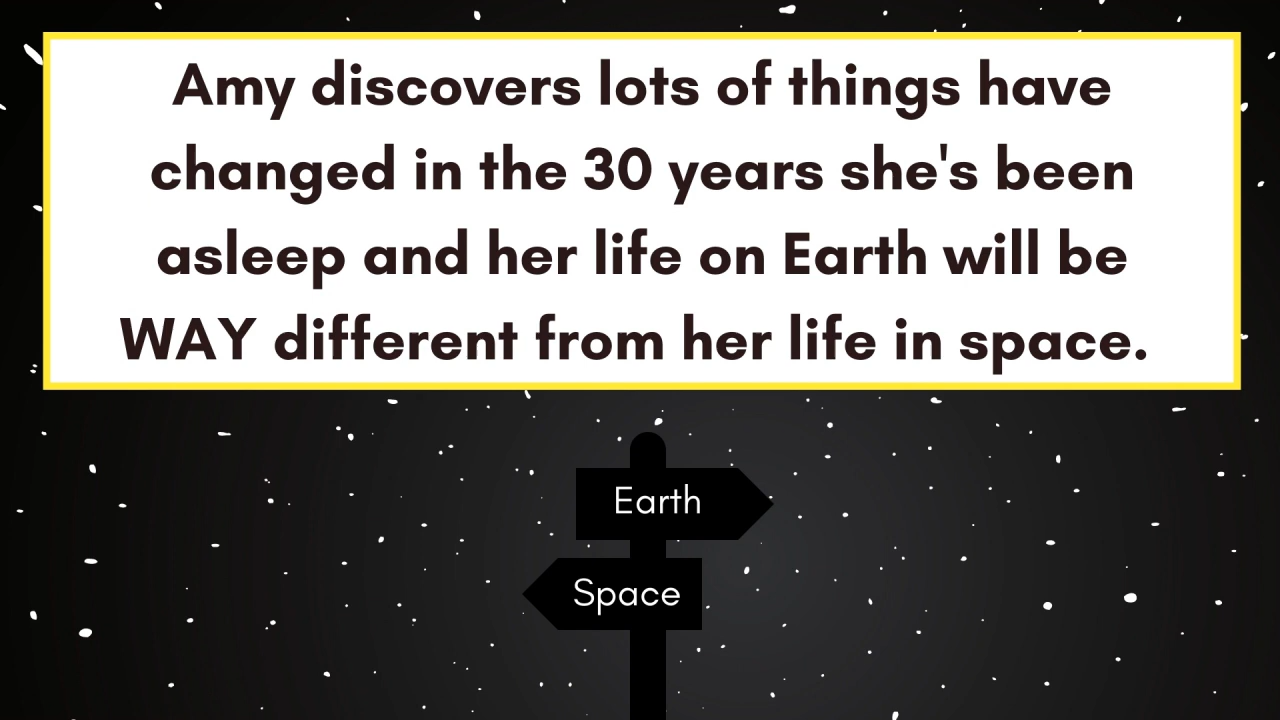 Amy discovers lots of things have
changed in the 30 years she's been
asleep and her life on Earth will be
WAY different from her life in space.
Earth
Space